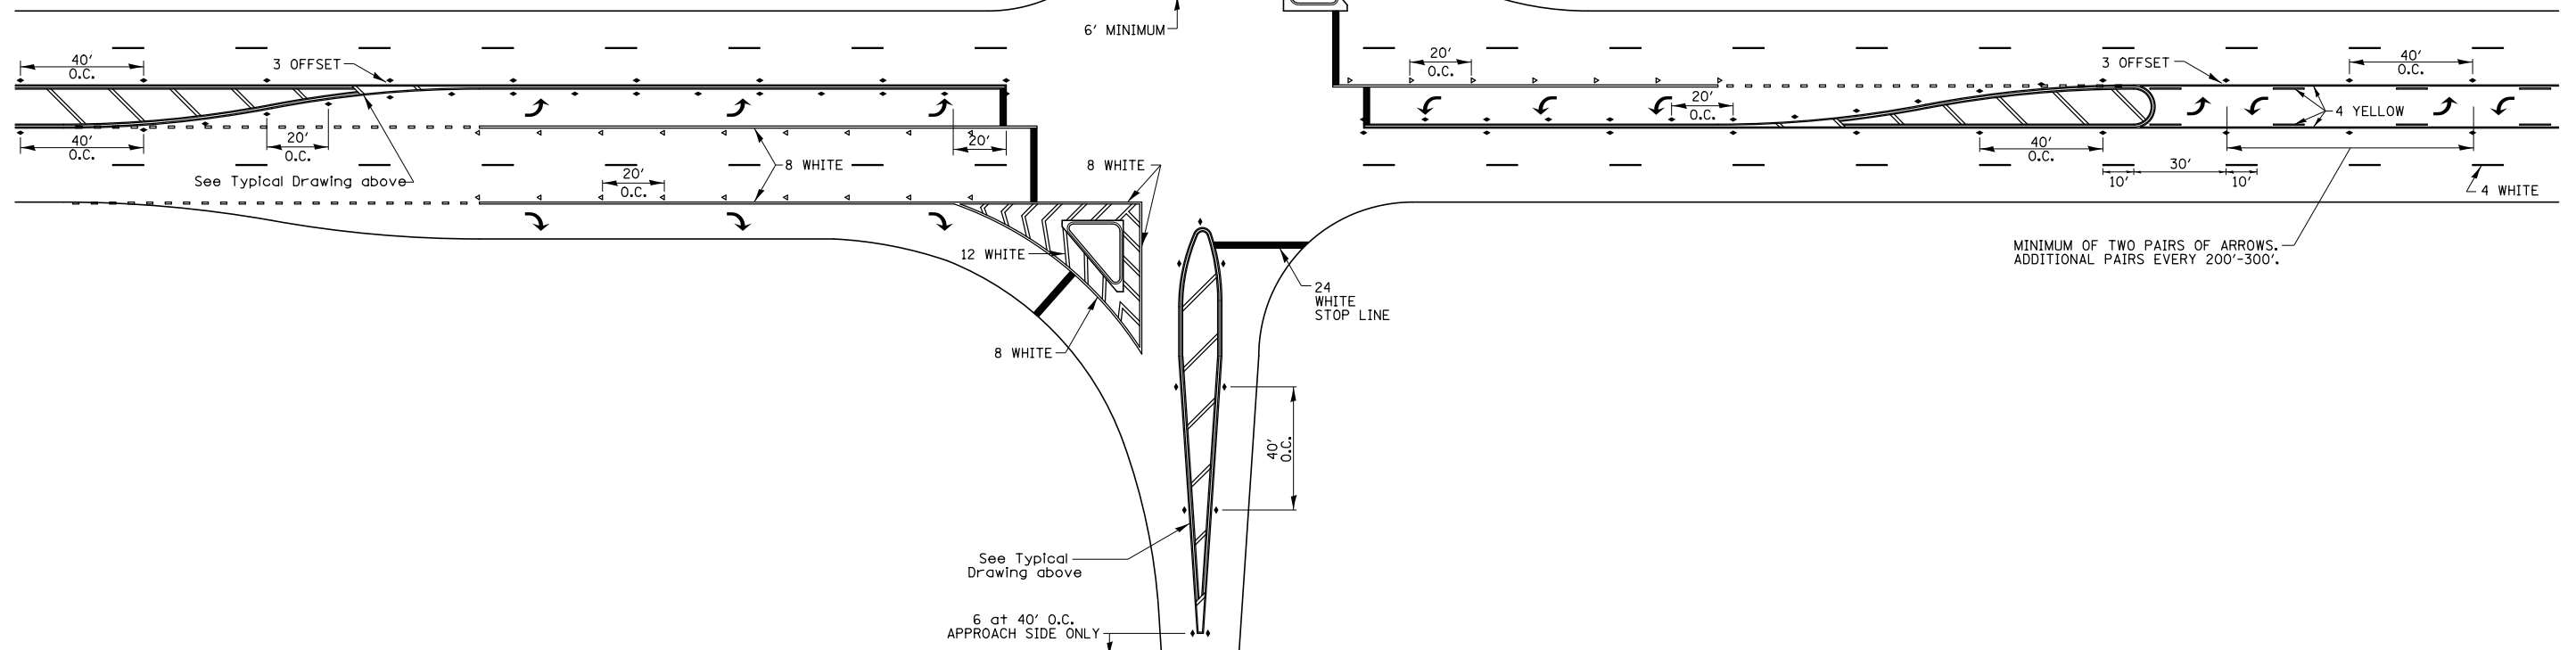 6' MINIMUM
40'
O.C.
3 OFFSET
20'
O.C.
3 OFFSET
40'
O.C.
20'
O.C.
4 YELLOW
40'
O.C.
20'
O.C.
20'
8 WHITE
8 WHITE
40'
O.C.
30'
10'
10'
See Typical Drawing above
20'
O.C.
4 WHITE
12 WHITE
MINIMUM OF TWO PAIRS OF ARROWS.
ADDITIONAL PAIRS EVERY 200'-300'.
24
WHITE
STOP LINE
8 WHITE
40'
O.C.
See Typical
Drawing above
6 at 40' O.C.
APPROACH SIDE ONLY